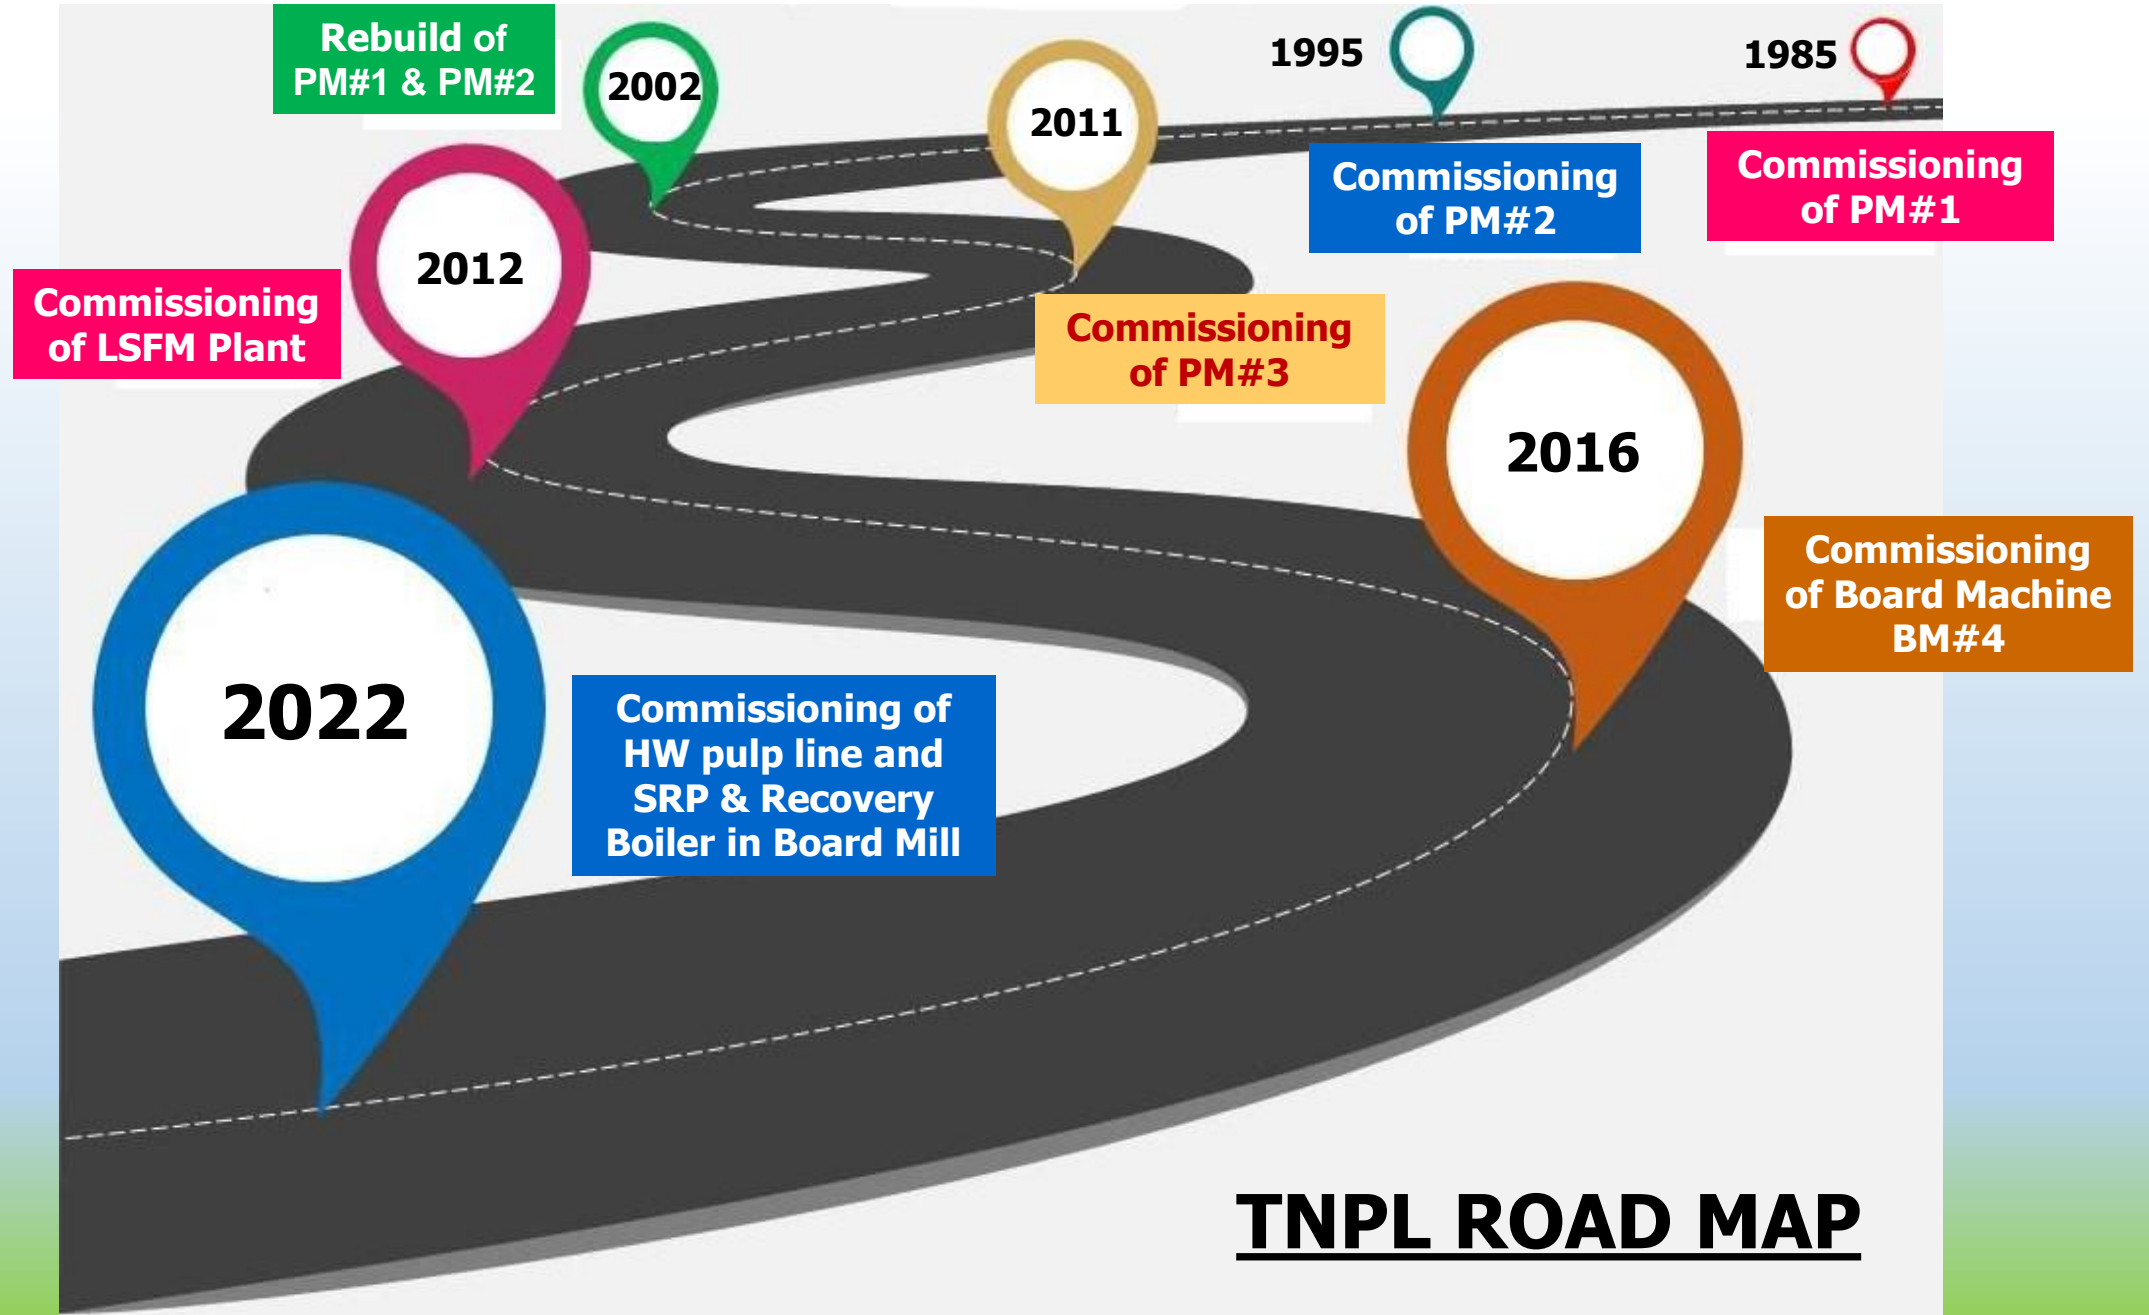 Rebuild of
PM#1 & PM#2
2002
2011
1995
1985
Commissioning
of PM#2
Commissioning
of PM#1
2012
Commissioning
of LSFM Plant
Commissioning
of PM#3
2016
Commissioning
of Board Machine
BM#4
2022
Commissioning of
HW pulp line and
SRP & Recovery
Boiler in Board Mill
TNPL ROAD MAP